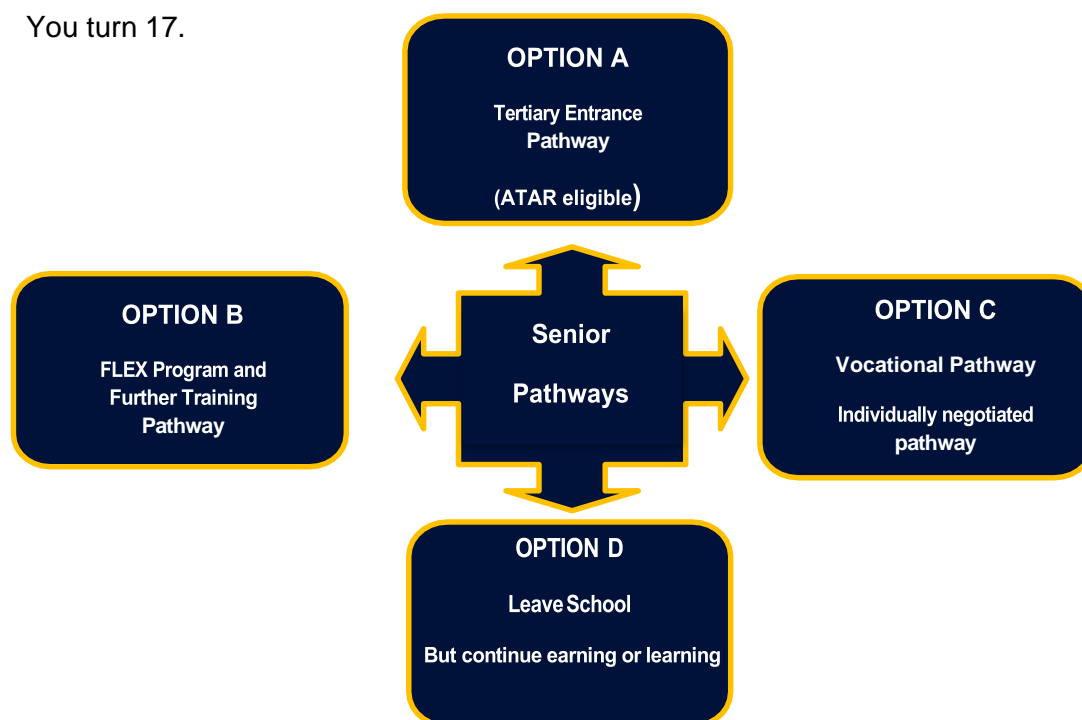 You turn 17.
OPTION A
Tertiary Entrance
Pathway
(ATAR eligible)
OPTION B
FLEX Program and
Further Training
Pathway
Senior
Pathways
OPTION C
Vocational Pathway
Individually negotiated
pathway
OPTION D
Leave School
But continue earning or learning